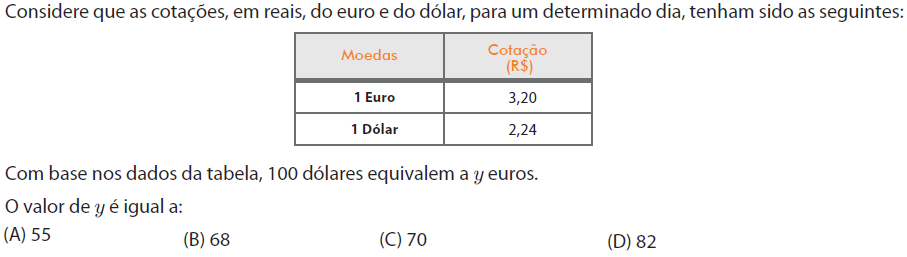 Considere que as cotações, em reais, do euro e do dólar, para um determinado dia, tenham sido as seguintes:
Moedas Cotação (R$)
1 Euro 3,20
1 Dólar 2,24
Com base nos dados da tabela, 100 dólares equivalem a y euros.
O valor de y é igual a:
(A) 55 (B) 68 (C) 70 (D) 82